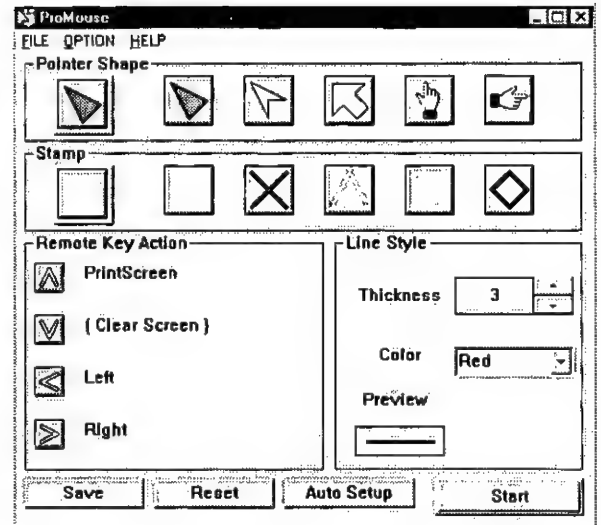 ProMouse
FILE OPTION HELP
Pointer Shape
Stamp
Remote Key Action
PrintScreen
( Clear Screen )
Left
Right
Line Style
Thickness 3
Color Red
Preview
Save Reset Auto Setup Start